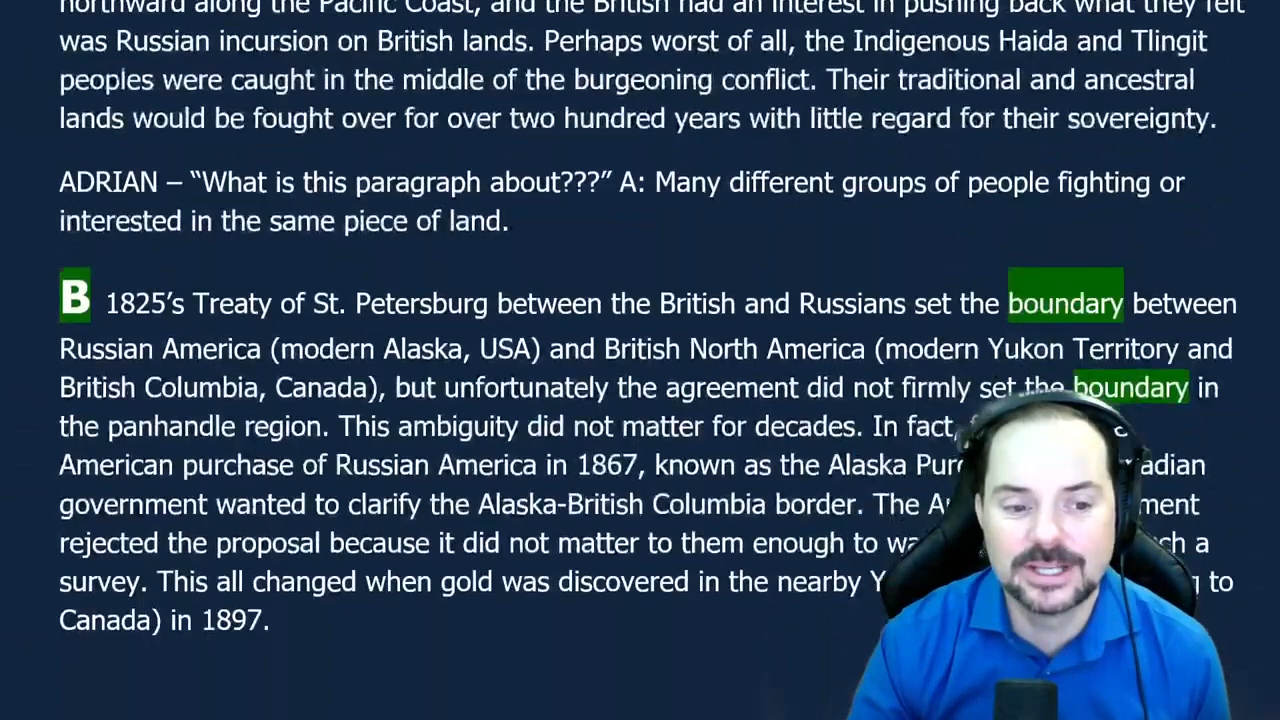 northward along the Pacific Coast, and the British had an interest in pushing back what they felt
was Russian incursion on British lands. Perhaps worst of all, the Indigenous Haida and Tlingit
peoples were caught in the middle of the burgeoning conflict. Their traditional and ancestral
lands would be fought over for over two hundred years with little regard for their sovereignty.
ADRIAN – “What is this paragraph about???” A: Many different groups of people fighting or
interested in the same piece of land.
B 1825’s Treaty of St. Petersburg between the British and Russians set the boundary between
Russian America (modern Alaska, USA) and British North America (modern Yukon Territory and
British Columbia, Canada), but unfortunately the agreement did not firmly set the boundary in
the panhandle region. This ambiguity did not matter for decades. In fact,
American purchase of Russian America in 1867, known as the Alaska
government wanted to clarify the Alaska-British Columbia border. The
rejected the proposal because it did not matter to them enough to a
survey. This all changed when gold was discovered in the nearby to
Canada) in 1897.